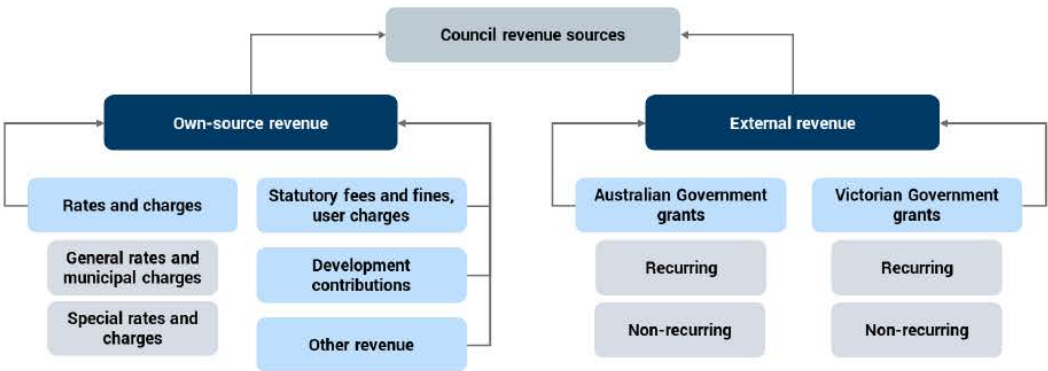 Council revenue sources
Own-source revenue
External revenue
Rates and charges
General rates and
municipal charges
Special rates and
charges
Statutory fees and fines,
user charges
Development
contributions
Other revenue
Australian Government
grants
Recurring
Non-recurring
Victorian Government
grants
Recurring
Non-recurring